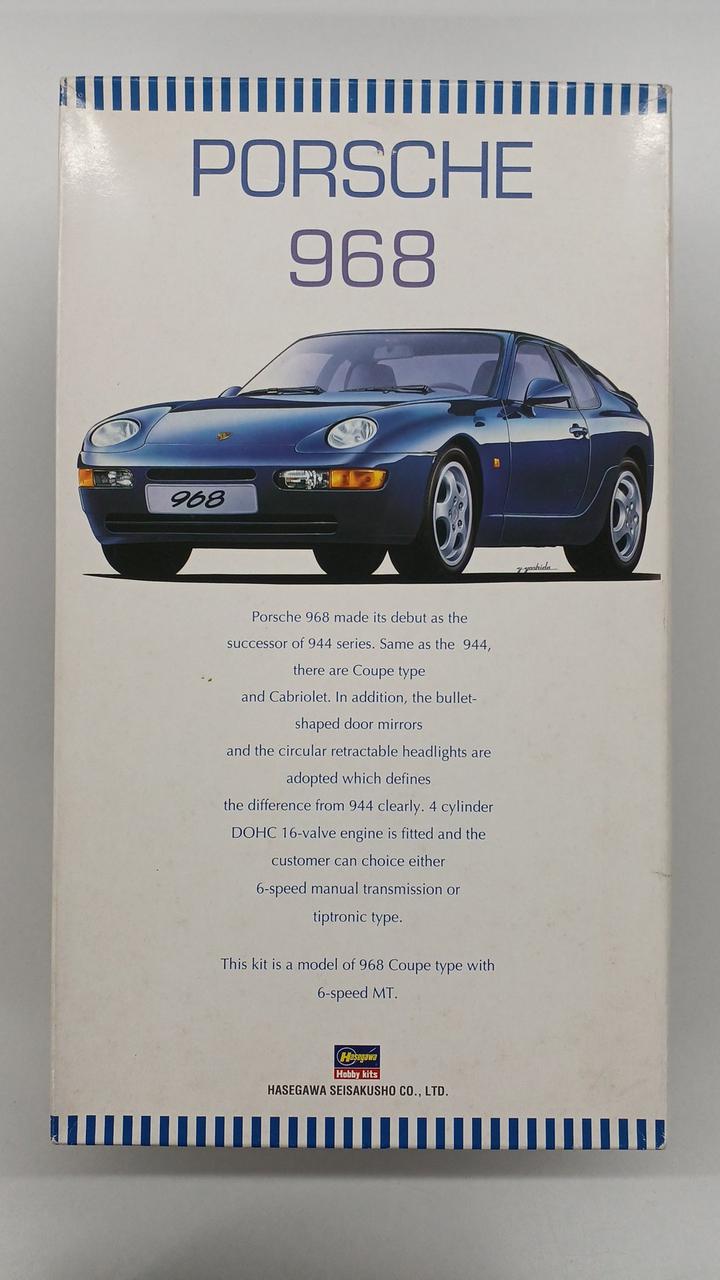 PORSCHE
968
968
y.yoshida
Porsche 968 made its debut as the
successor of 944 series. Same as the 944,
there are Coupe type
and Cabriolet. In addition, the bullet-
shaped door mirrors
and the circular retractable headlights are
adopted which defines
the difference from 944 clearly. 4 cylinder
DOHC 16-valve engine is fitted and the
customer can choice either
6-speed manual transmission or
tiptronic type.
This kit is a model of 968 Coupe type with
6-speed MT.
Hasegawa
Hobby kits
HASEGAWA SEISAKUSHO CO., LTD.